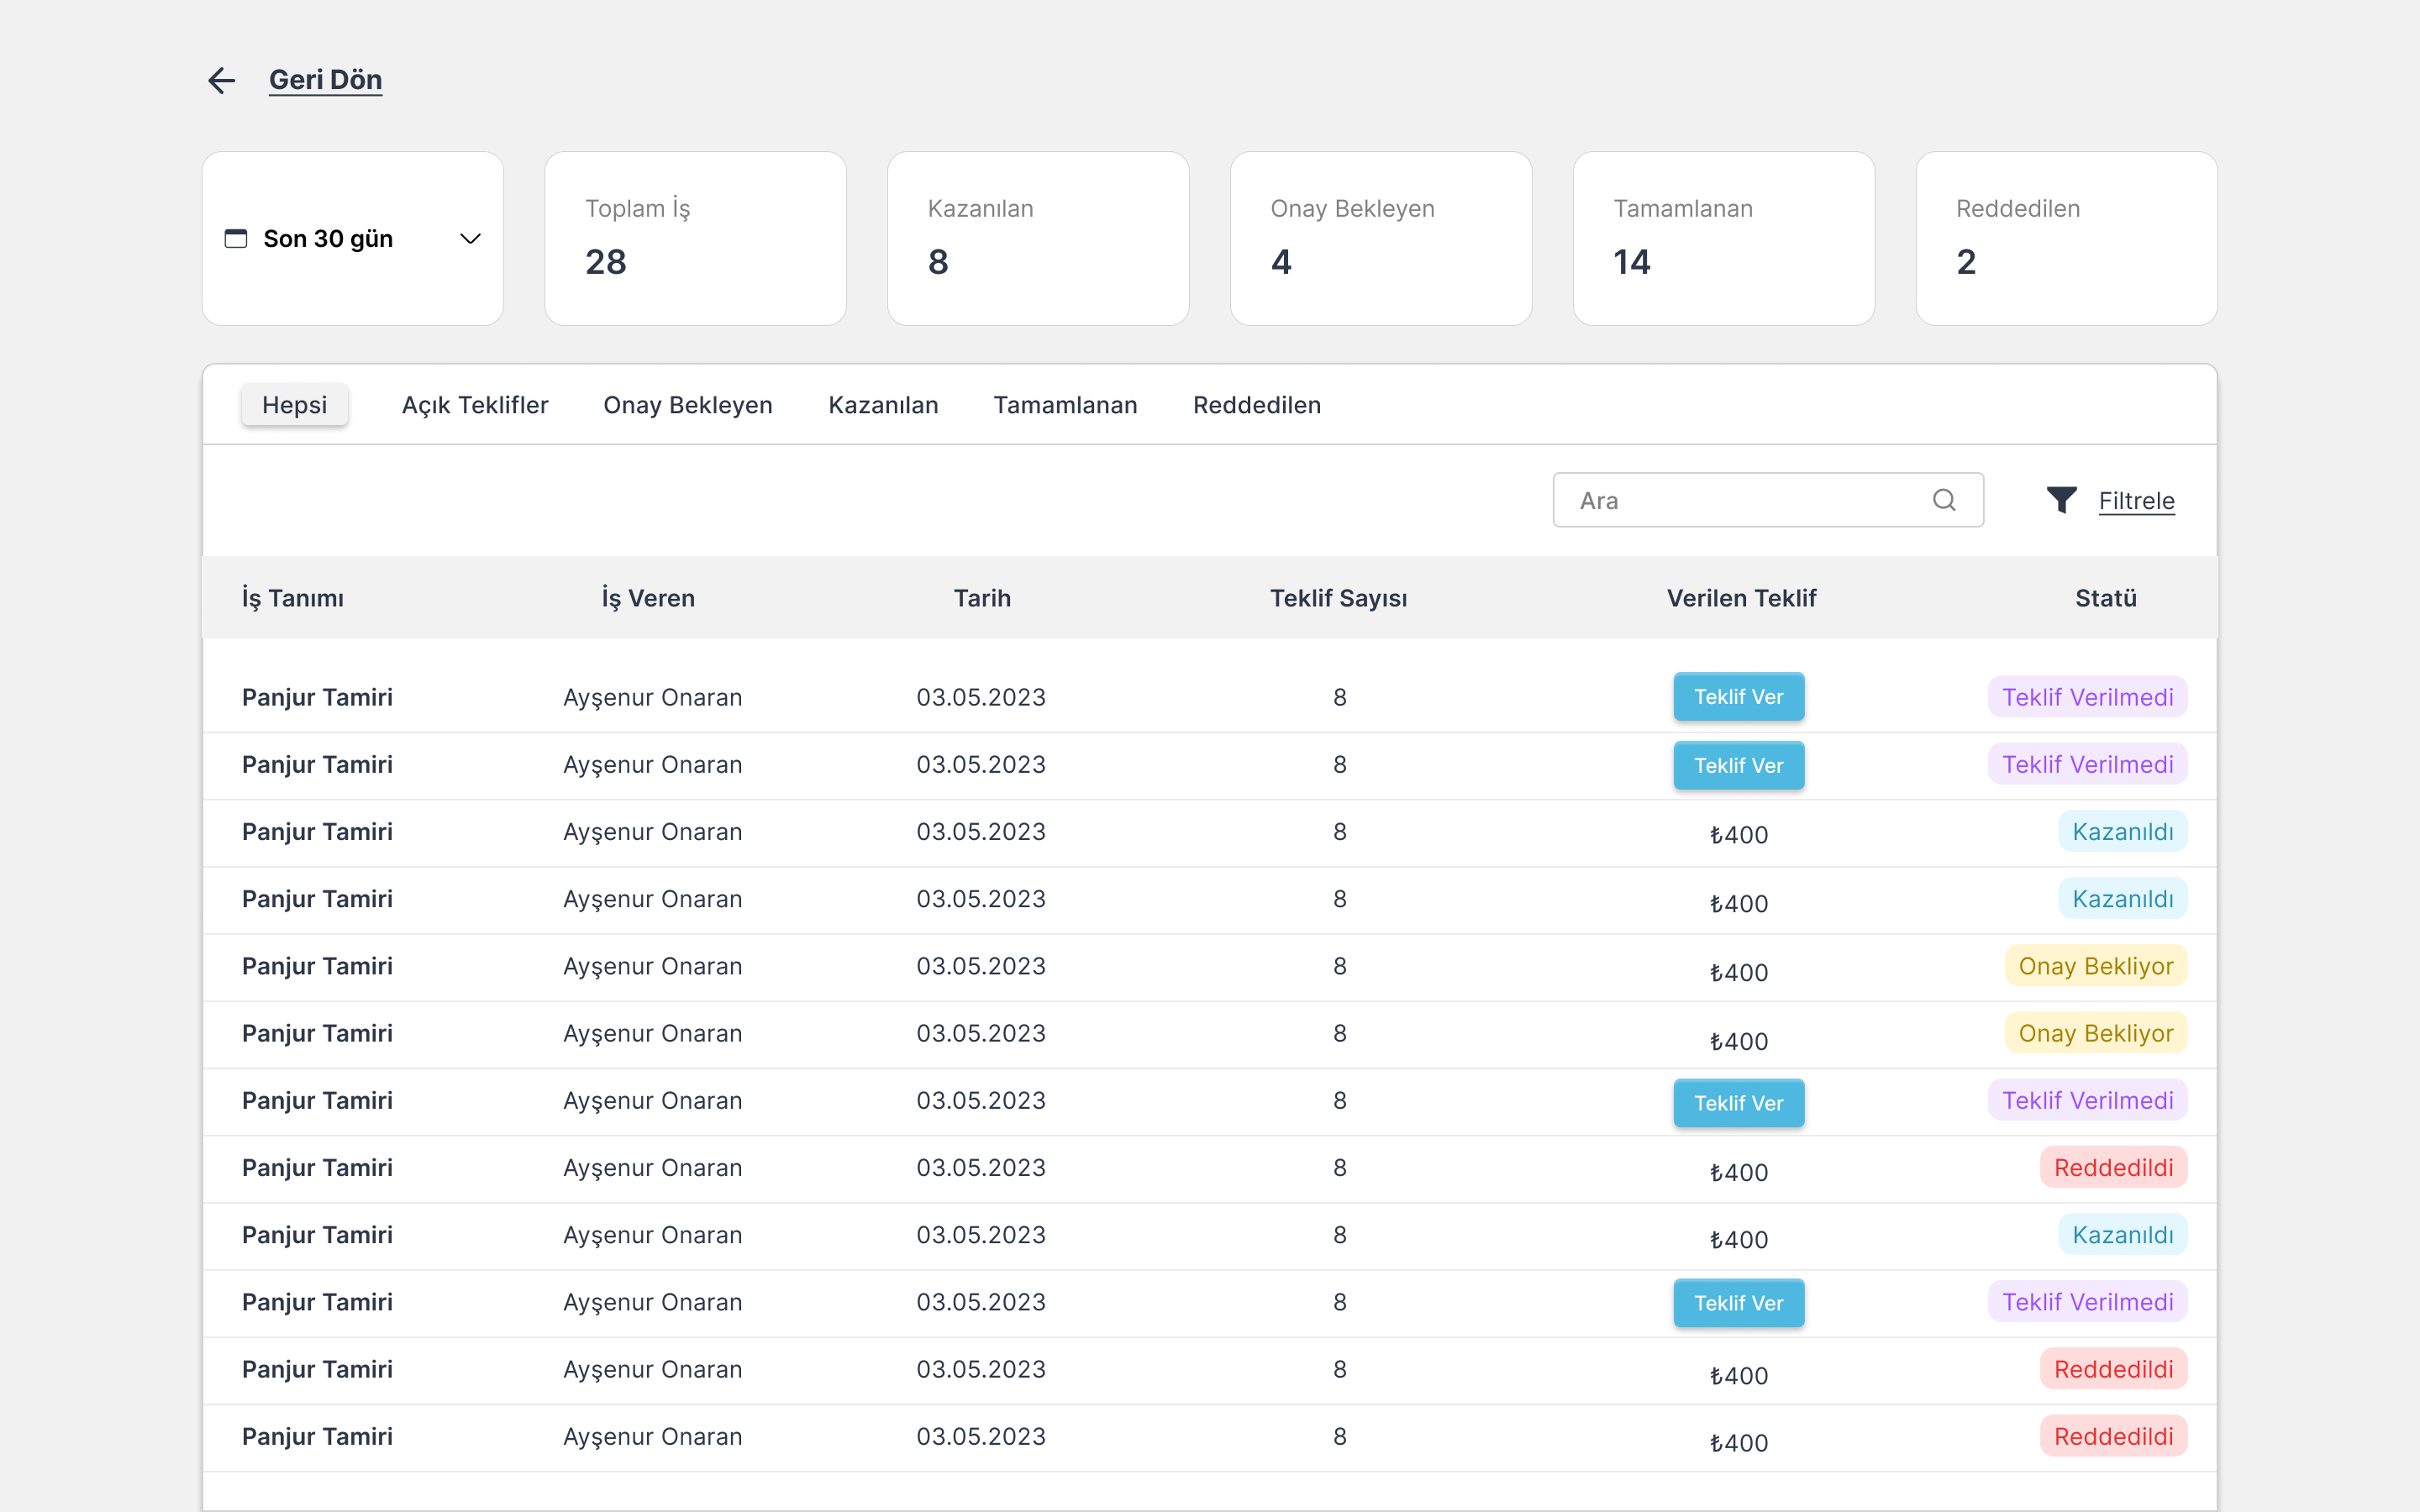 Geri Dön
Son 30 gün
Toplam İş
28
Kazanılan
8
Onay Bekleyen
4
Tamamlanan
14
Reddedilen
2
Hepsi Açık Teklifler Onay Bekleyen Kazanılan Tamamlanan Reddedilen
Ara Filtrele
İş Tanımı İş Veren Tarih Teklif Sayısı Verilen Teklif Statü
Panjur Tamiri Ayşenur Onaran 03.05.2023 8 Teklif Ver Teklif Verilmedi
Panjur Tamiri Ayşenur Onaran 03.05.2023 8 Teklif Ver Teklif Verilmedi
Panjur Tamiri Ayşenur Onaran 03.05.2023 8 ₺400 Kazanıldı
Panjur Tamiri Ayşenur Onaran 03.05.2023 8 ₺400 Kazanıldı
Panjur Tamiri Ayşenur Onaran 03.05.2023 8 ₺400 Onay Bekliyor
Panjur Tamiri Ayşenur Onaran 03.05.2023 8 ₺400 Onay Bekliyor
Panjur Tamiri Ayşenur Onaran 03.05.2023 8 Teklif Ver Teklif Verilmedi
Panjur Tamiri Ayşenur Onaran 03.05.2023 8 ₺400 Reddedildi
Panjur Tamiri Ayşenur Onaran 03.05.2023 8 ₺400 Kazanıldı
Panjur Tamiri Ayşenur Onaran 03.05.2023 8 Teklif Ver Teklif Verilmedi
Panjur Tamiri Ayşenur Onaran 03.05.2023 8 ₺400 Reddedildi
Panjur Tamiri Ayşenur Onaran 03.05.2023 8 ₺400 Reddedildi